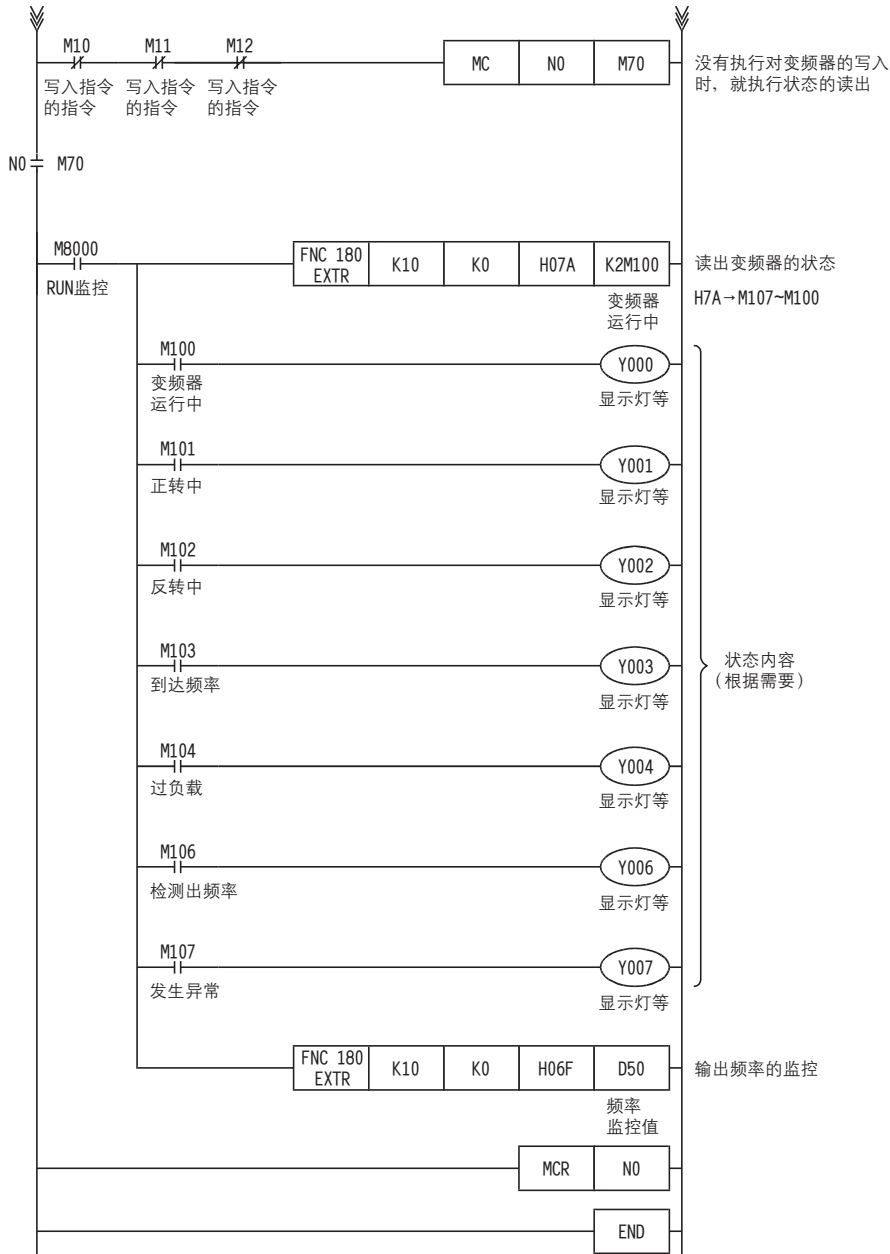 M10 M11 M12
MC N0 M70
没有执行对变频器的写入
时，就执行状态的读出
写入指令 写入指令 写入指令
的指令 的指令 的指令
N0 M70
M8000
RUN监控
FNC 180
EXTR K10 K0 H07A K2M100
读出变频器的状态
H7A→M107~M100
变频器
运行中
M100
变频器
运行中
Y000
显示灯等
M101
正转中
Y001
显示灯等
M102
反转中
Y002
显示灯等
M103
到达频率
Y003
显示灯等
状态内容
（根据需要）
M104
过负载
Y004
显示灯等
M106
检测出频率
Y006
显示灯等
M107
发生异常
Y007
显示灯等
FNC 180
EXTR K10 K0 H06F D50
输出频率的监控
频率
监控值
MCR N0
END